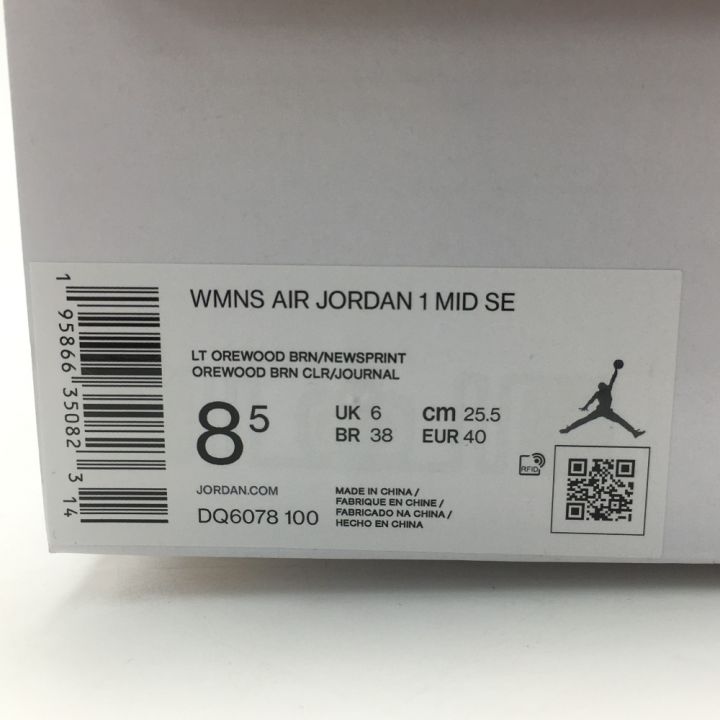 WMNS AIR JORDAN 1 MID SE
LT OREWOOD BRN/NEWSPRINT
OREWOOD BRN CLR/JOURNAL
8 5
UK 6 cm 25.5
BR 38 EUR 40
RFID
JORDAN.COM
DQ6078 100
MADE IN CHINA /
FABRIQUE EN CHINE /
FABRICADO NA CHINA /
HECHO EN CHINA
1 95866 35082 3 14